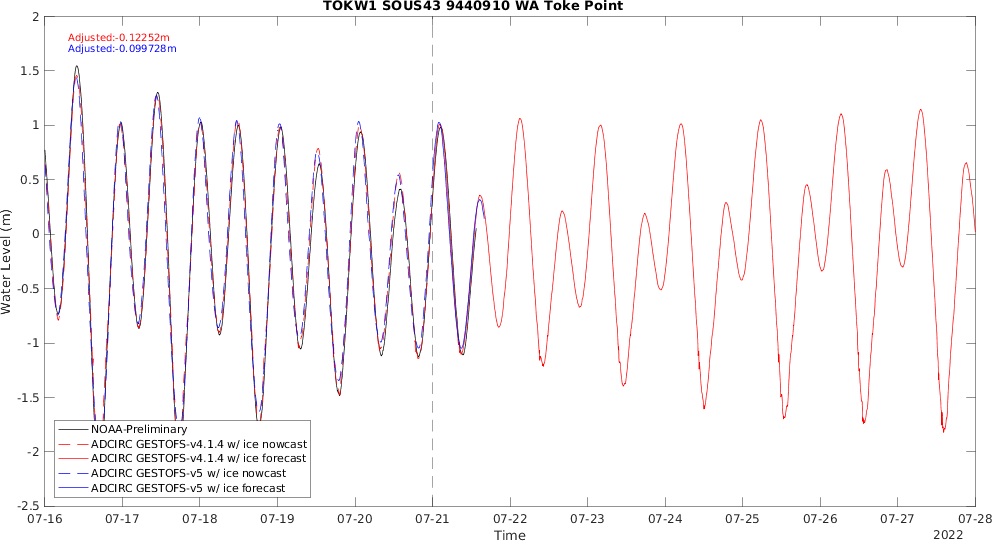 TOKW1 SOUS43 9440910 WA Toke Point
Adjusted:-0.12252m
Adjusted:-0.099728m
Water Level (m)
2
1.5
1
0.5
0
-0.5
-1
-1.5
-2
-2.5
NOAA-Preliminary
ADCIRC GESTOFS-v4.1.4 w/ ice nowcast
ADCIRC GESTOFS-v4.1.4 w/ ice forecast
ADCIRC GESTOFS-v5 w/ ice nowcast
ADCIRC GESTOFS-v5 w/ ice forecast
07-16 07-17 07-18 07-19 07-20 07-21 07-22 07-23 07-24 07-25 07-26 07-27 07-28
Time
2022